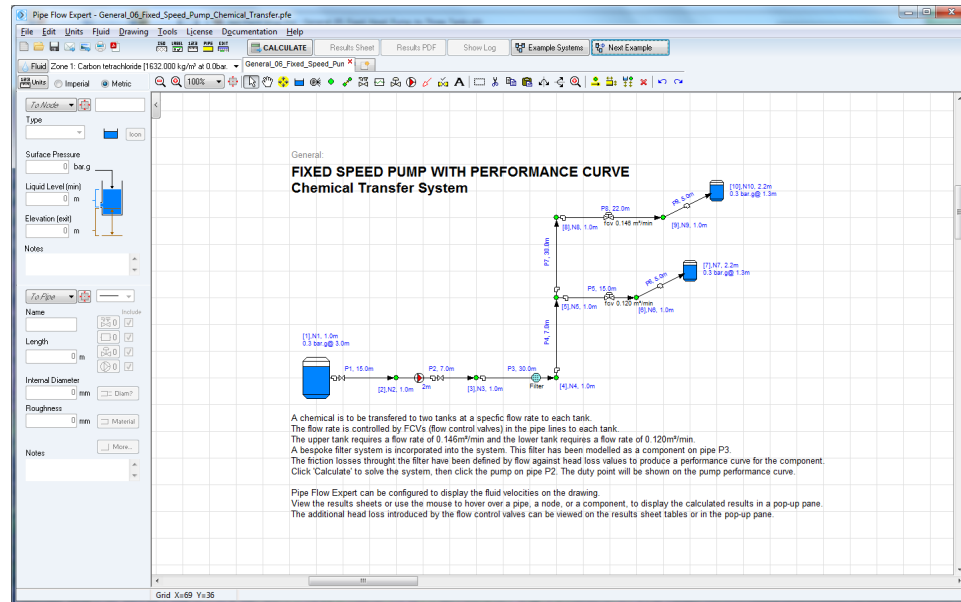 Pipe Flow Expert - General_06_Fixed_Speed_Pump_Chemical_Transfer.pfe
File Edit Units Fluid Drawing Tools License Documentation Help
CALCULATE Results Sheet Results PDF Show Log Example Systems Next Example
Fluid Zone 1: Carbon tetrachloride [1632.000 kg/m³ at 0.0bar. General_06_Fixed_Speed_Pun
Units Imperial Metric 100%
To Node
Type
Icon
Surface Pressure
0 bar.g
Liquid Level (min)
0 m
Elevation (exit)
0 m
Notes
To Pipe
Name Include
0
Length 0
0 m 0
0
Internal Diameter
0 mm Diam?
Roughness
0 mm Material
Notes More...
General:
FIXED SPEED PUMP WITH PERFORMANCE CURVE
Chemical Transfer System
[10],N10, 2.2m
0.3 bar.g@ 1.3m
P9, 5.0m
P8, 22.0m
fcv 0.146 m³/min
[8],N8, 1.0m
[9],N9, 1.0m
P7, 30.0m
[7],N7, 2.2m
0.3 bar.g@ 1.3m
P6, 5.0m
P5, 15.0m
fcv 0.120 m³/min
[5],N5, 1.0m
[6],N6, 1.0m
P4, 7.0m
[1],N1, 1.0m
0.3 bar.g@ 3.0m
P1, 15.0m
P2, 7.0m
P3, 30.0m
[2],N2, 1.0m
2m
[3],N3, 1.0m
Filter
[4],N4, 1.0m
A chemical is to be transfered to two tanks at a specfic flow rate to each tank.
The flow rate is controlled by FCVs (flow control valves) in the pipe lines to each tank.
The upper tank requires a flow rate of 0.146m³/min and the lower tank requires a flow rate of 0.120m³/min.
A bespoke filter system is incorporated into the system. This filter has been modelled as a component on pipe P3.
The friction losses throught the filter have been defined by flow against head loss values to produce a performance curve for the component.
Click 'Calculate' to solve the system, then click the pump on pipe P2. The duty point will be shown on the pump performance curve.
Pipe Flow Expert can be configured to display the fluid velocities on the drawing.
View the results sheets or use the mouse to hover over a pipe, a node, or a component, to display the calculated results in a pop-up pane.
The additional head loss introduced by the flow control valves can be viewed on the results sheet tables or in the pop-up pane.
Grid X=69 Y=36